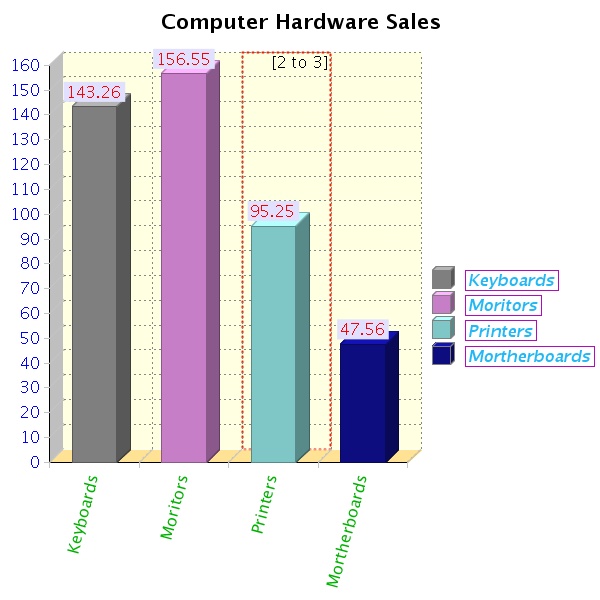 Computer Hardware Sales
[2 to 3]
160
150
140
130
120
110
100
90
80
70
60
50
40
30
20
10
0
143.26
156.55
95.25
47.56
Keyboards
Moritors
Printers
Mortherboards
Keyboards
Moritors
Printers
Mortherboards